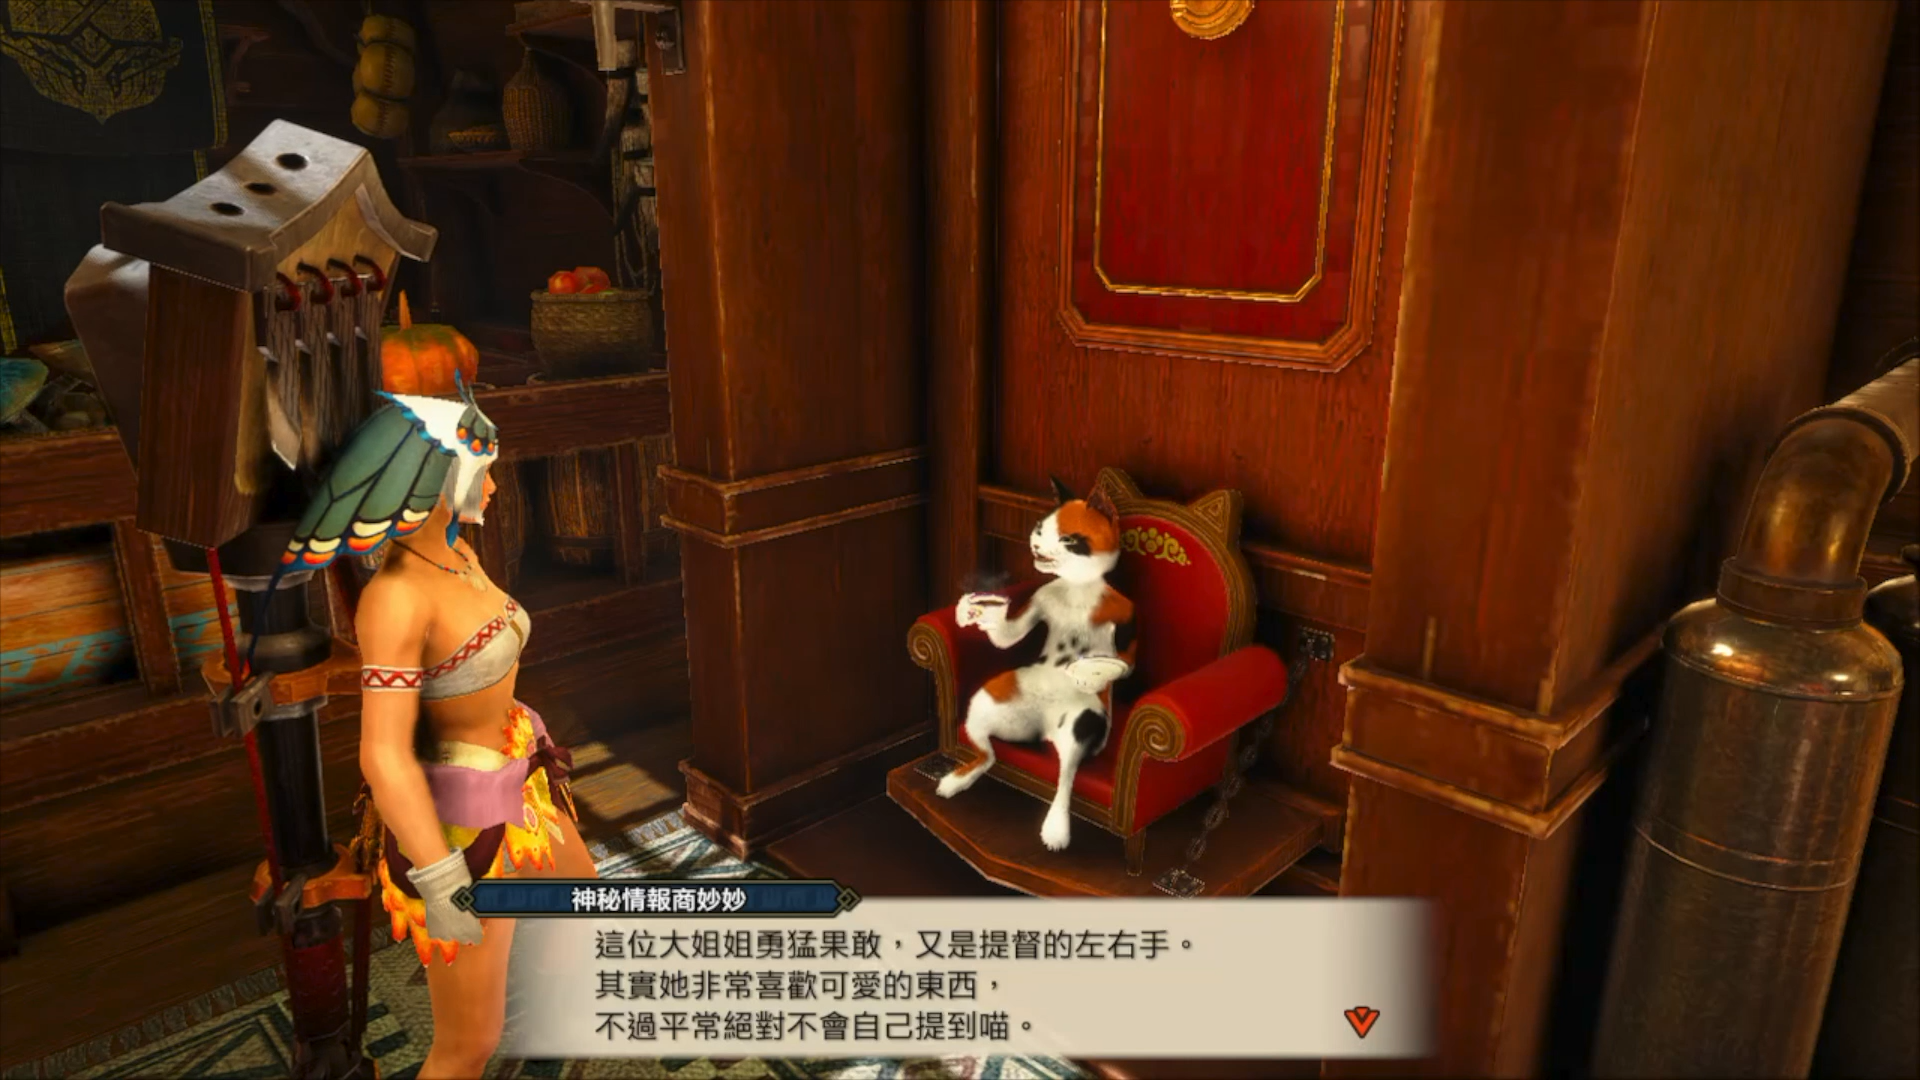 神秘情報商妙妙
這位大姐姐勇猛果敢，又是提督的左右手。
其實她非常喜歡可愛的東西，
不過平常絕對不會自己提到喵。